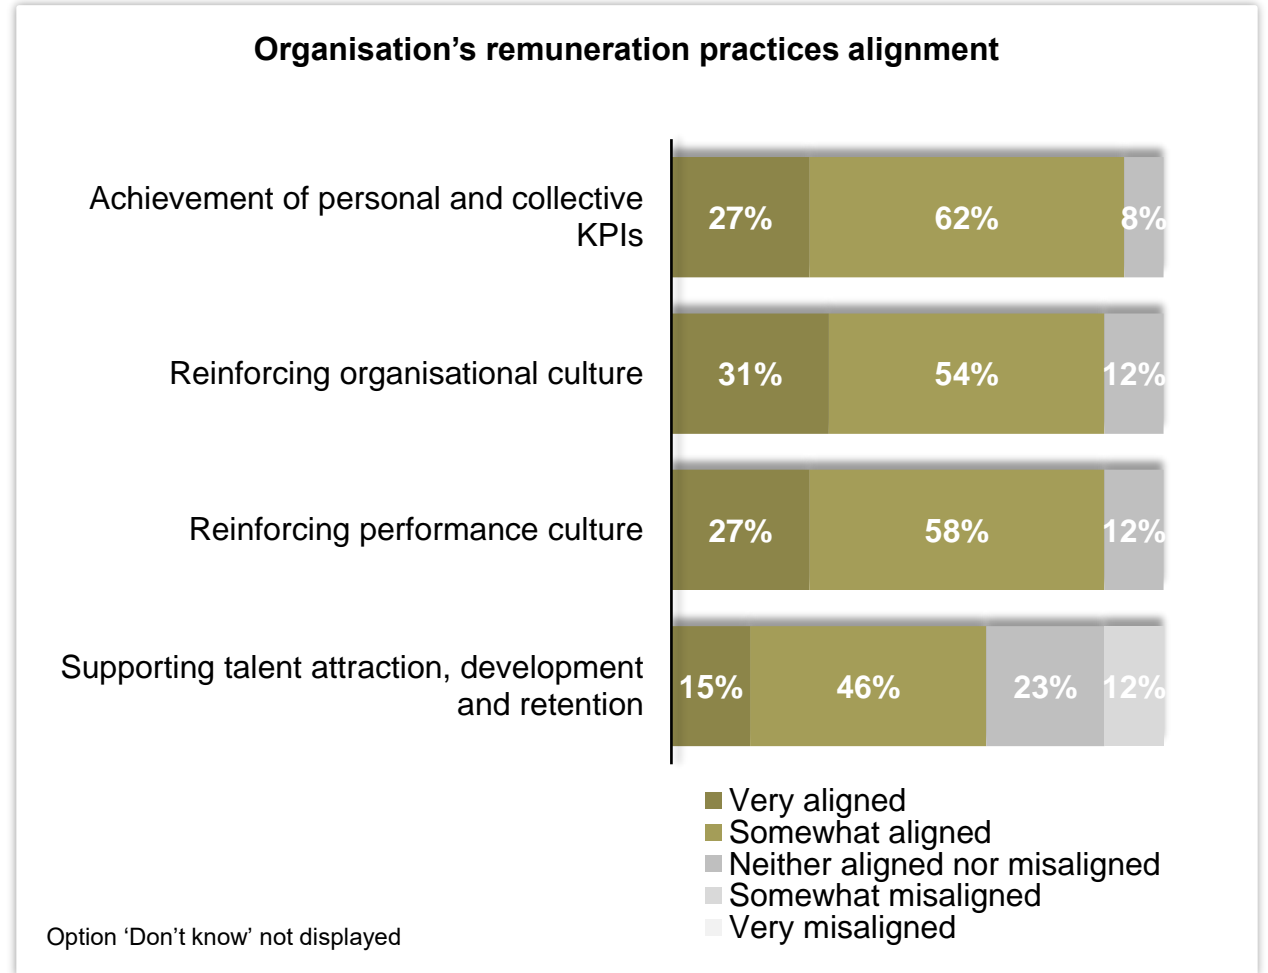 Organisation’s remuneration practices alignment
Achievement of personal and collective
KPIs
27%
62%
8%
Reinforcing organisational culture
31%
54%
12%
Reinforcing performance culture
27%
58%
12%
Supporting talent attraction, development
and retention
15%
46%
23%
12%
Very aligned
Somewhat aligned
Neither aligned nor misaligned
Somewhat misaligned
Very misaligned
Option ‘Don’t know’ not displayed